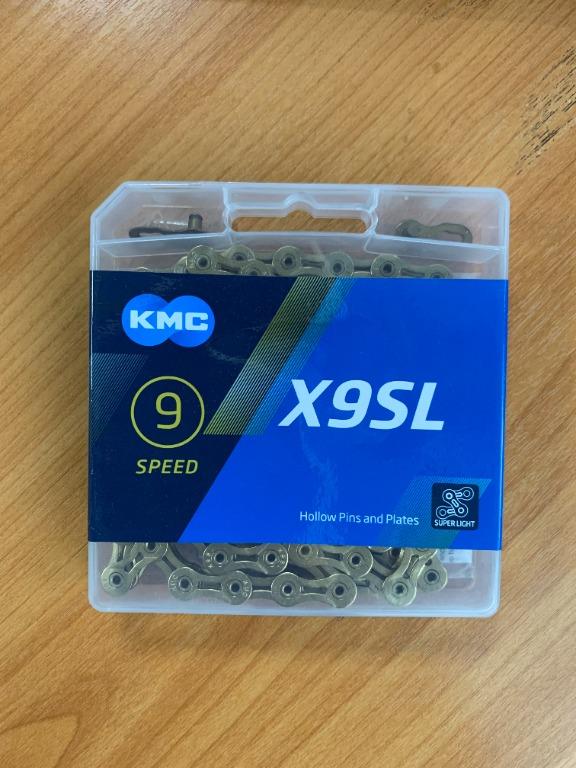 KMC
9
SPEED
X9SL
Hollow Pins and Plates
SUPER LIGHT